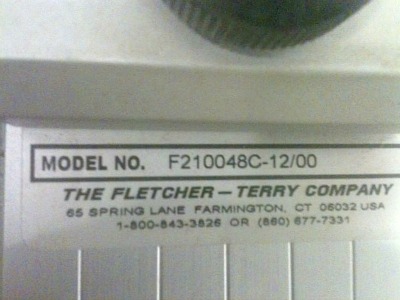 MODEL NO. F210048C-12/00
THE FLETCHER – TERRY COMPANY
65 SPRING LANE FARMINGTON, CT 06032 USA
1-800-843-3826 OR (860) 677-7331